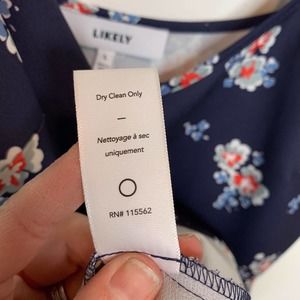 LIKELY
Dry Clean Only
—
Nettoyage à sec
uniquement
RN# 115562